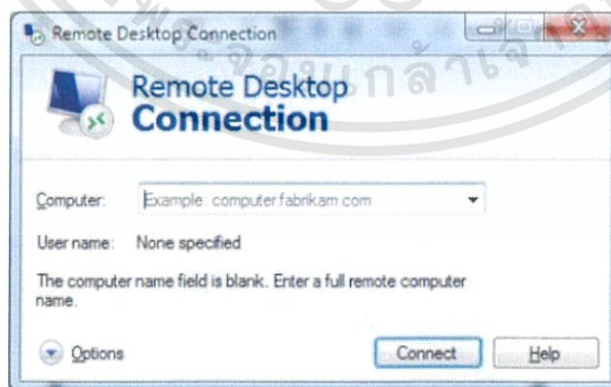 Remote Desktop Connection
Remote Desktop
Connection
Computer:
Example: computer.fabrikam.com
User name: None specified
The computer name field is blank. Enter a full remote computer
name.
Options
Connect
Help